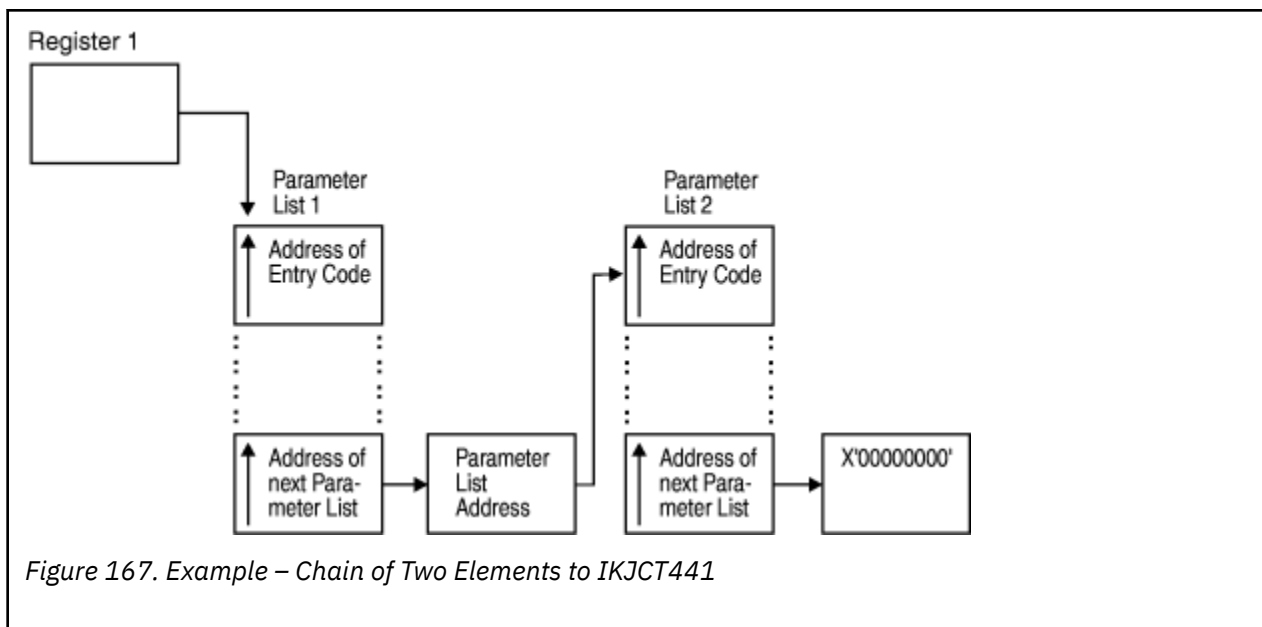 Register 1
Parameter
List 1
Parameter
List 2
Address of
Entry Code
Address of
Entry Code
Address of
next Para-
meter List
Parameter
List
Address
Address of
next Para-
meter List
X'00000000'
Figure 167. Example – Chain of Two Elements to IKJCT441